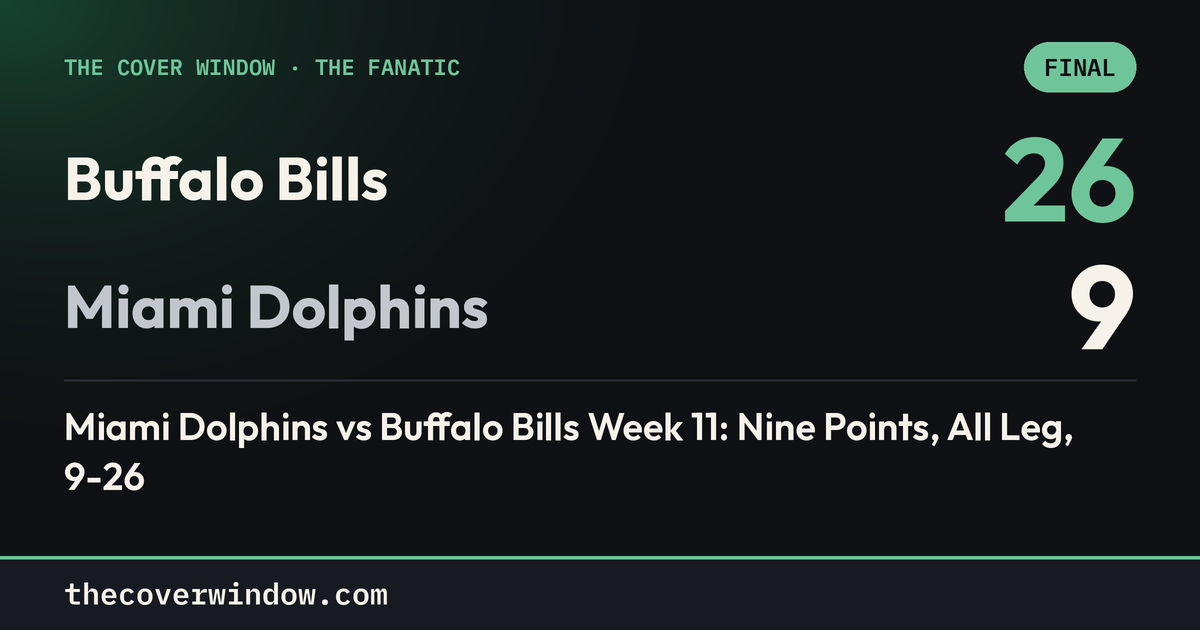 THE COVER WINDOW · THE FANATIC
FINAL
Buffalo Bills
26
Miami Dolphins
9
Miami Dolphins vs Buffalo Bills Week 11: Nine Points, All Leg,
9-26
thecoverwindow.com